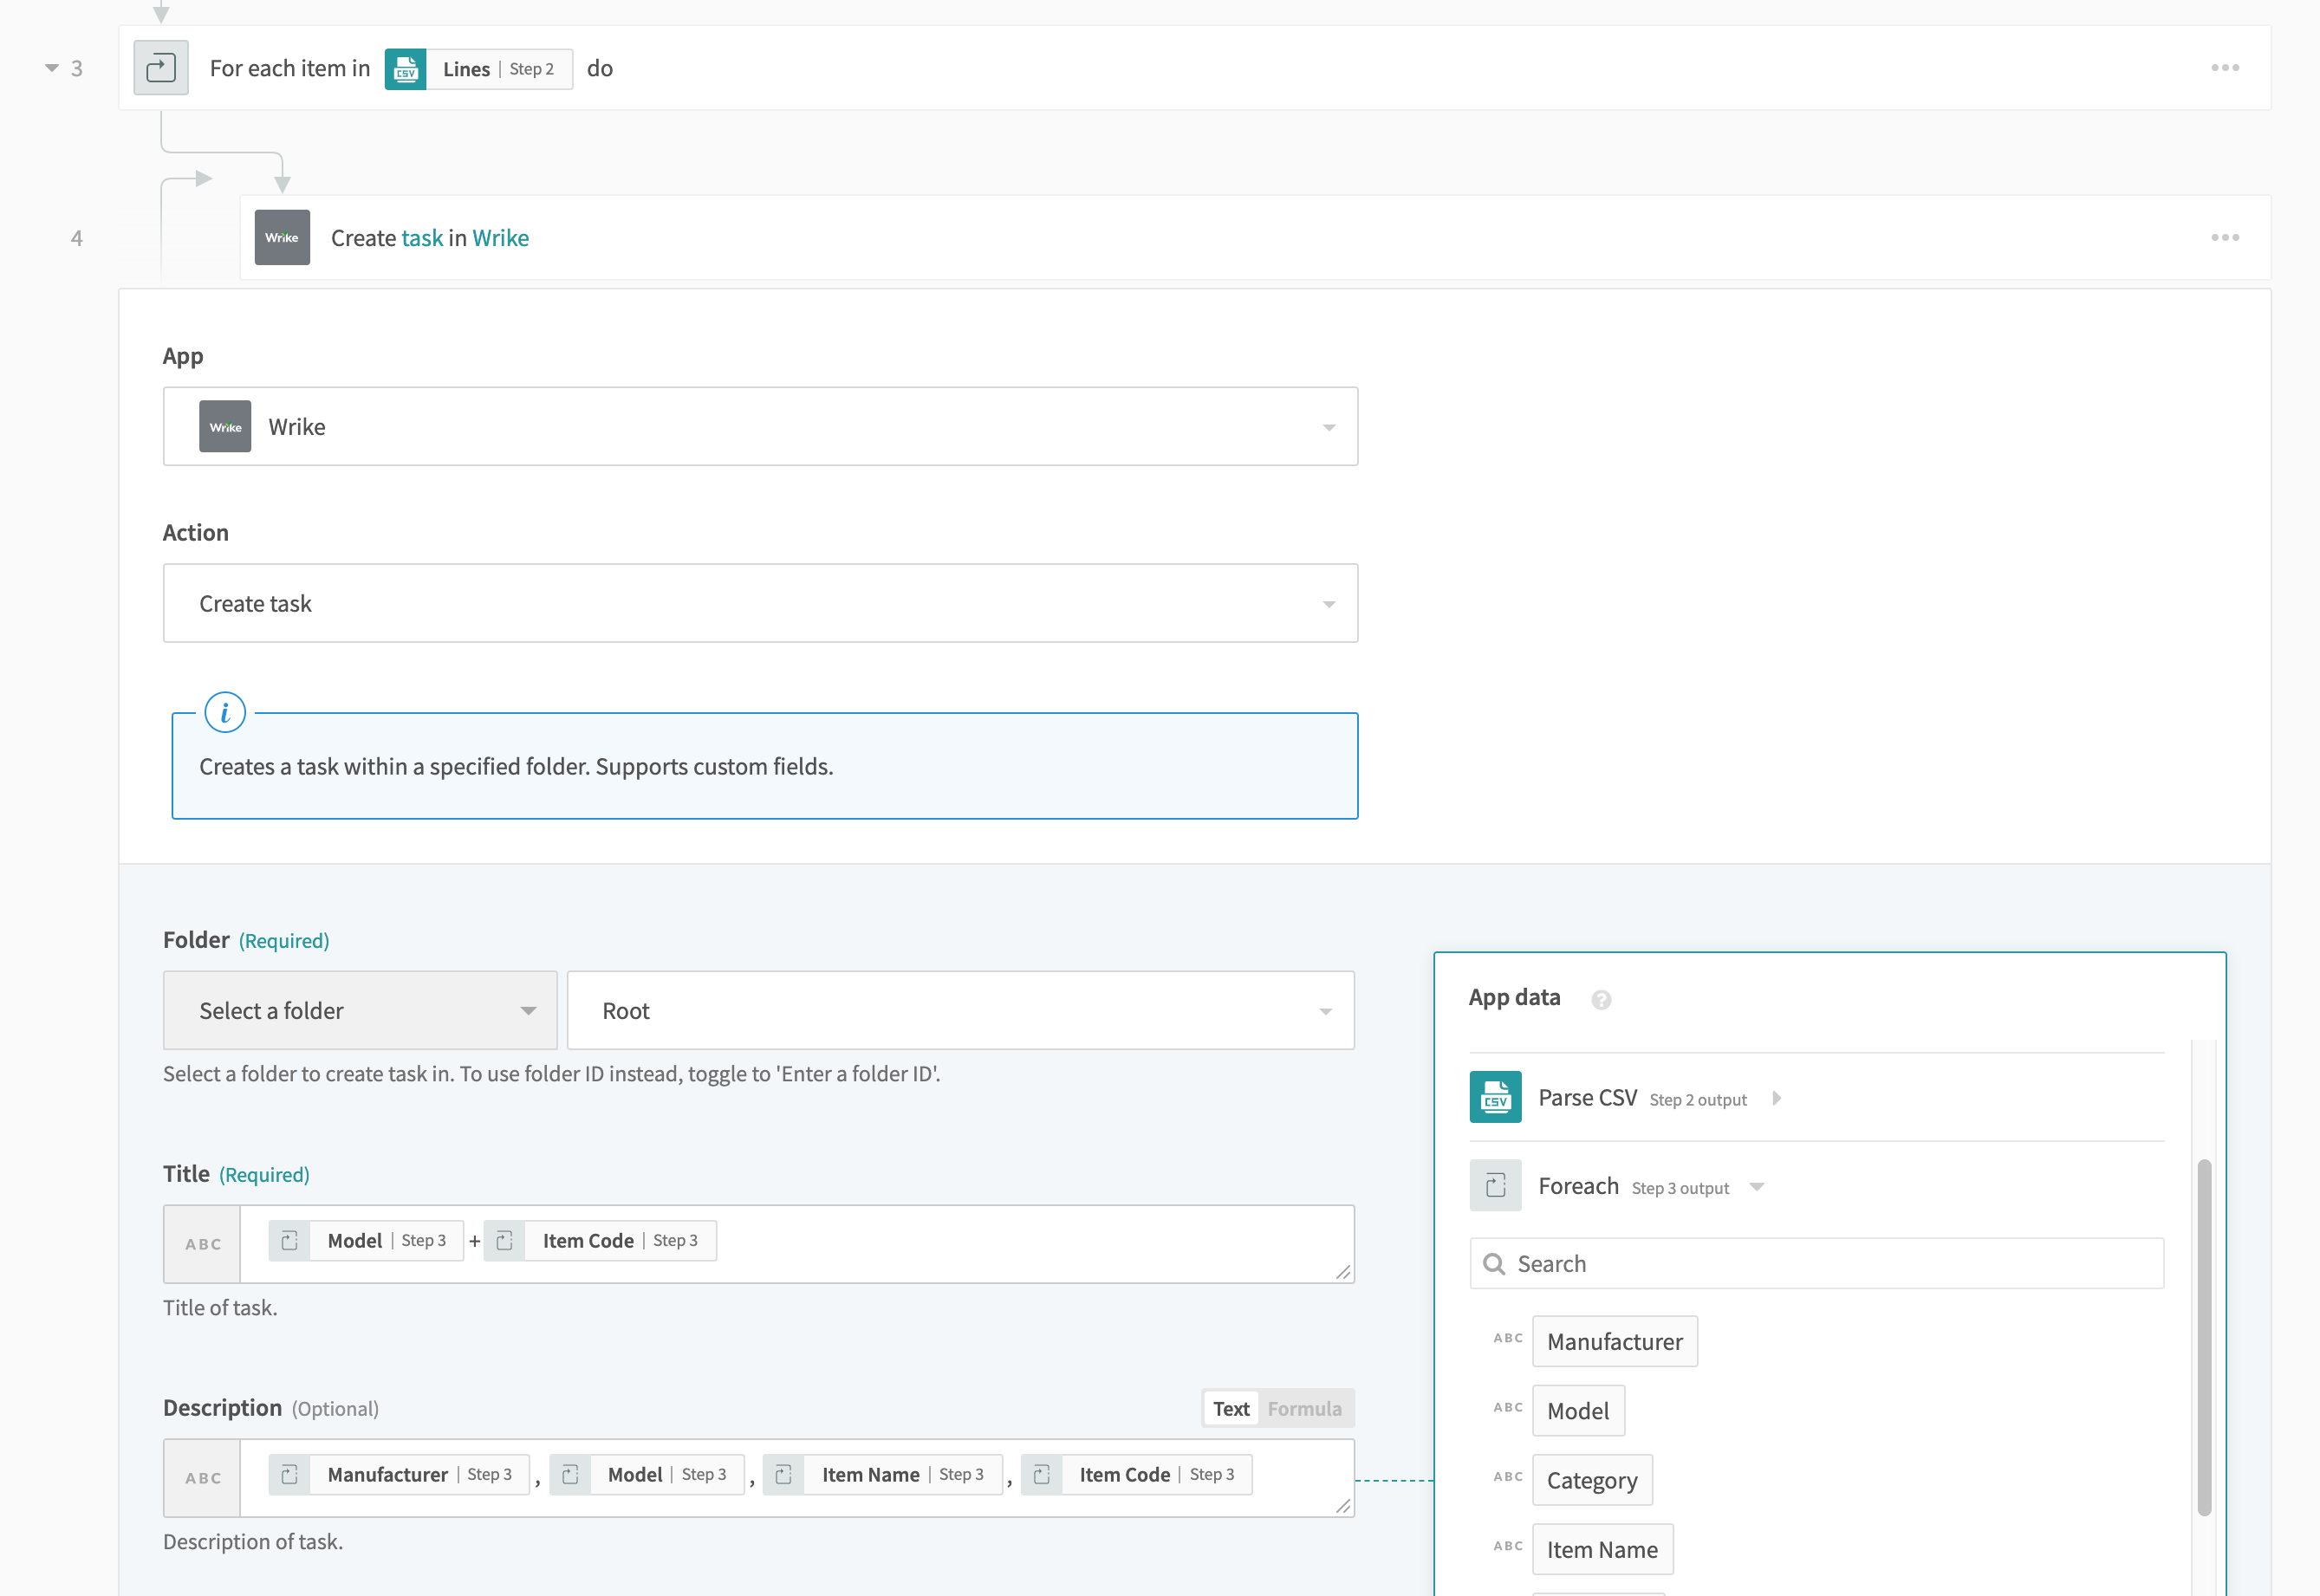 3 For each item in CSV Lines | Step 2 do
4 Wrike Create task in Wrike
App
Wrike Wrike
Action
Create task
i
Creates a task within a specified folder. Supports custom fields.
Folder (Required)
Select a folder Root
Select a folder to create task in. To use folder ID instead, toggle to 'Enter a folder ID'.
Title (Required)
ABC Model | Step 3 + Item Code | Step 3
Title of task.
Description (Optional) Text Formula
ABC Manufacturer | Step 3 , Model | Step 3 , Item Name | Step 3 , Item Code | Step 3
Description of task.
App data ?
CSV Parse CSV Step 2 output
Foreach Step 3 output
Search
ABC Manufacturer
ABC Model
ABC Category
ABC Item Name